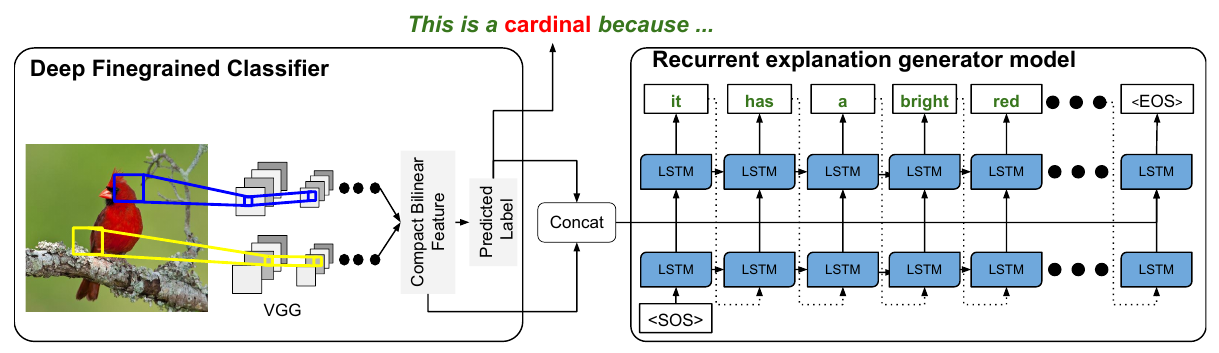 This is a cardinal because ...
Deep Finegrained Classifier
VGG
Compact Bilinear
Feature
Predicted
Label
Concat
Recurrent explanation generator model
it has a bright red <EOS>
LSTM LSTM LSTM LSTM LSTM LSTM
LSTM LSTM LSTM LSTM LSTM LSTM
<SOS>